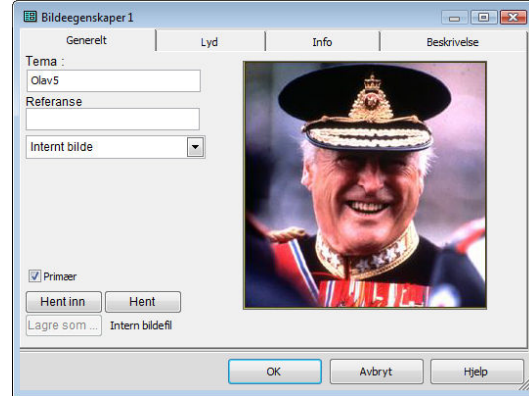 Bildeegenskaper 1
Generelt
Lyd
Info
Beskrivelse
Tema :
Olav5
Referanse
Internt bilde
Primær
Hent inn
Hent
Lagre som ...
Intern bildefil
OK
Avbryt
Hjelp